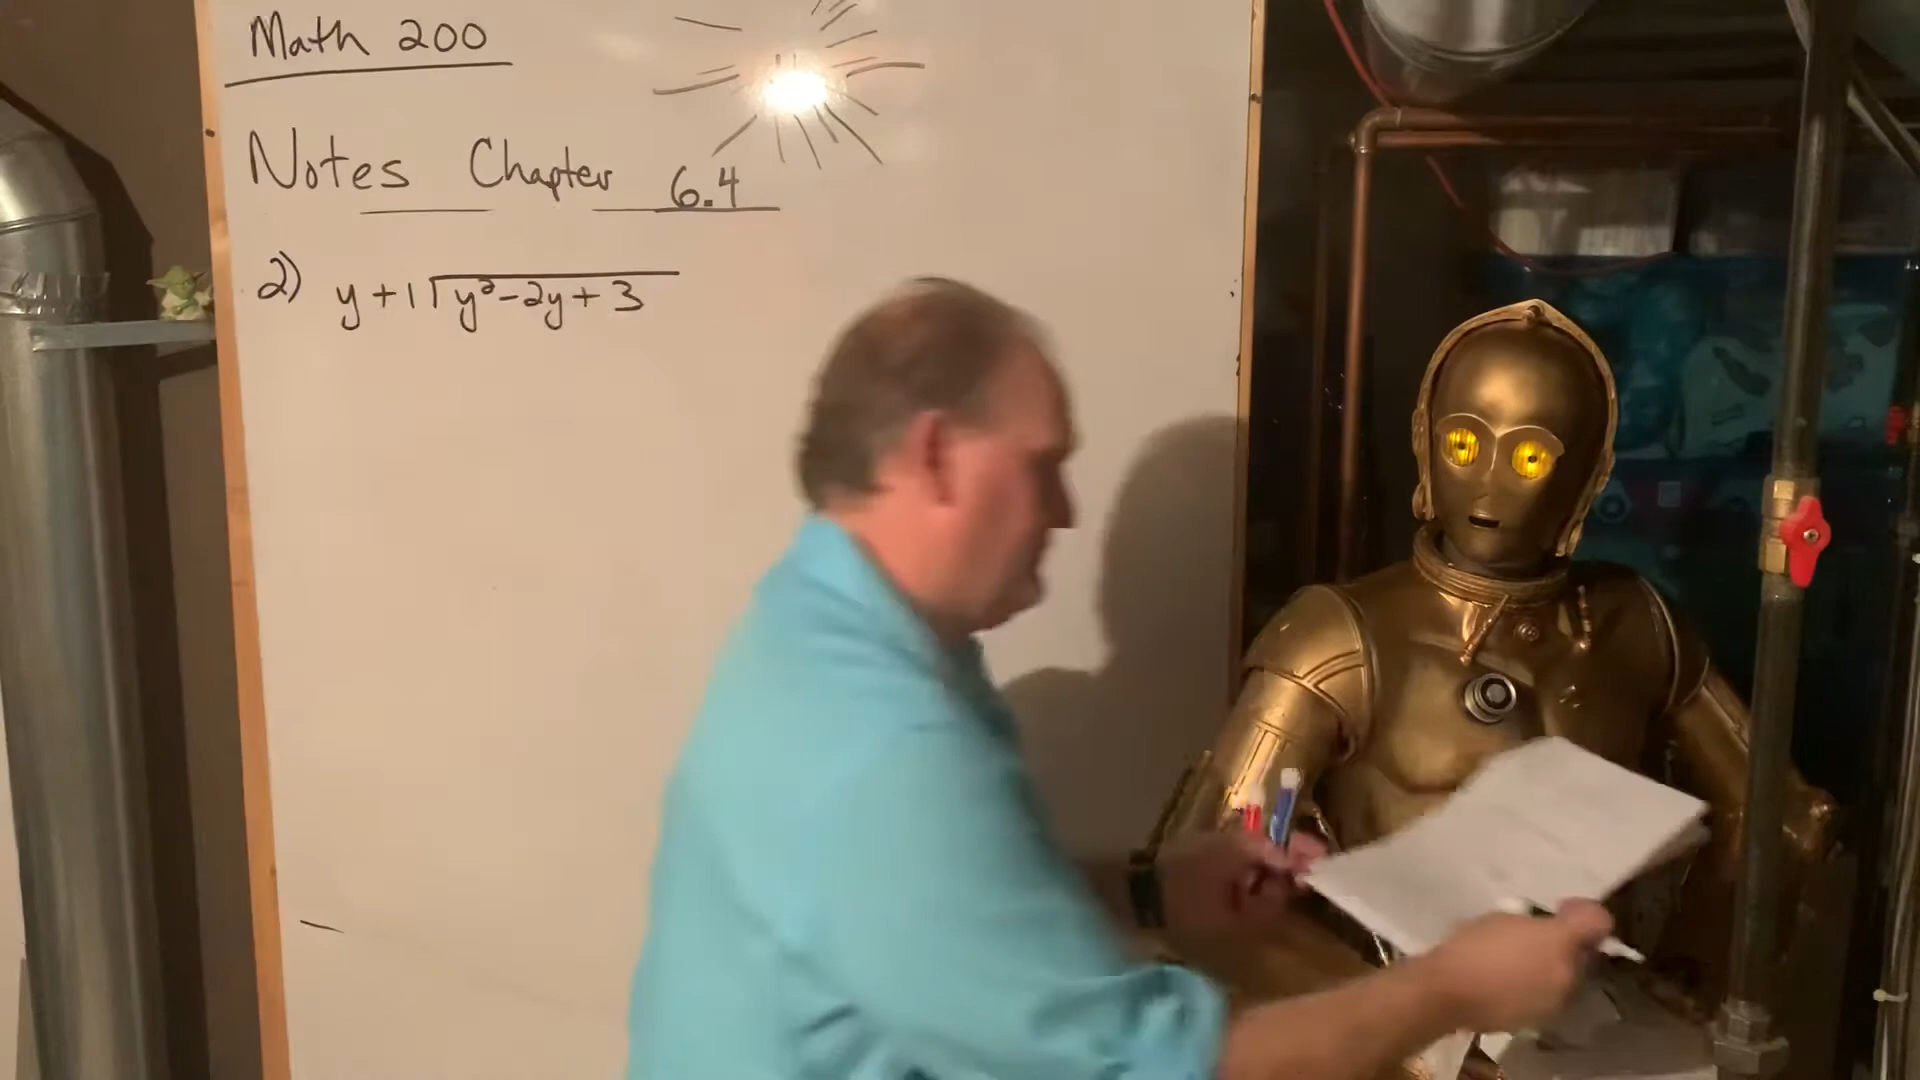 Math 200
Notes Chapter 6.4
2) y+1√y²-2y+3